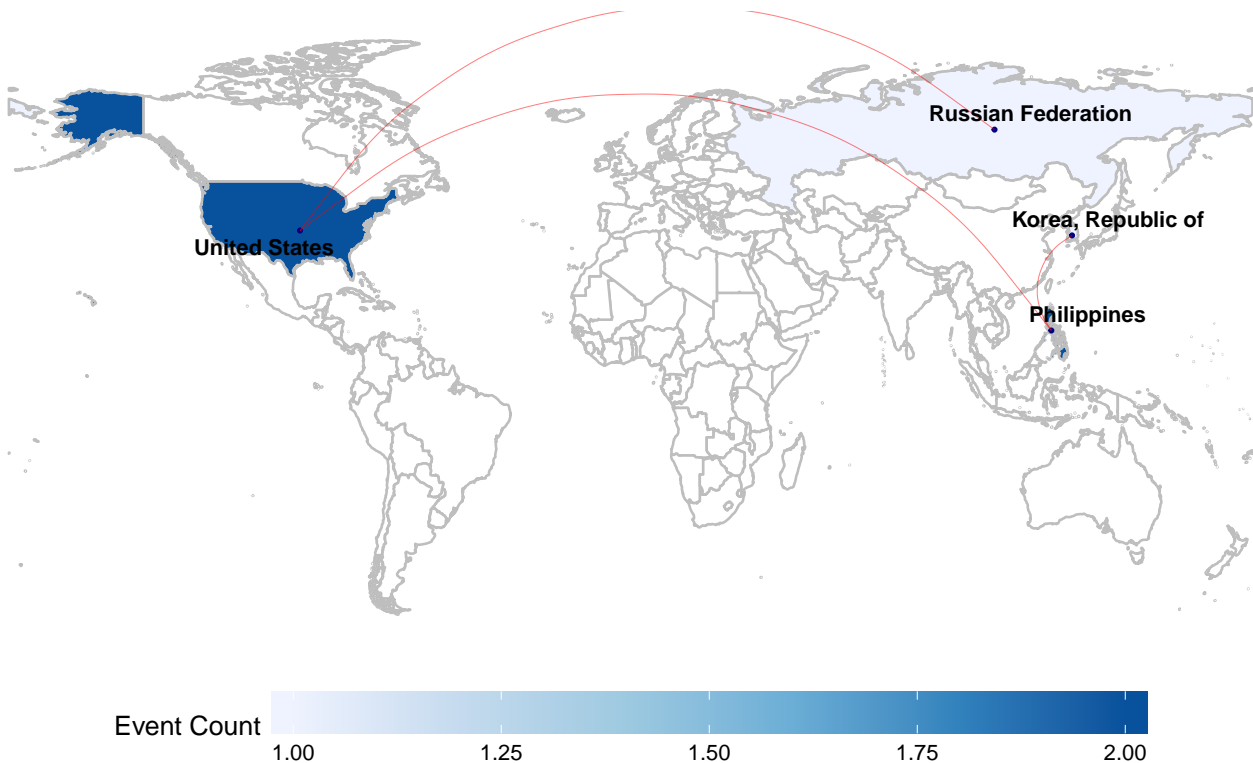 Russian Federation
Korea, Republic of
United States
Philippines
Event Count
1.00 1.25 1.50 1.75 2.00